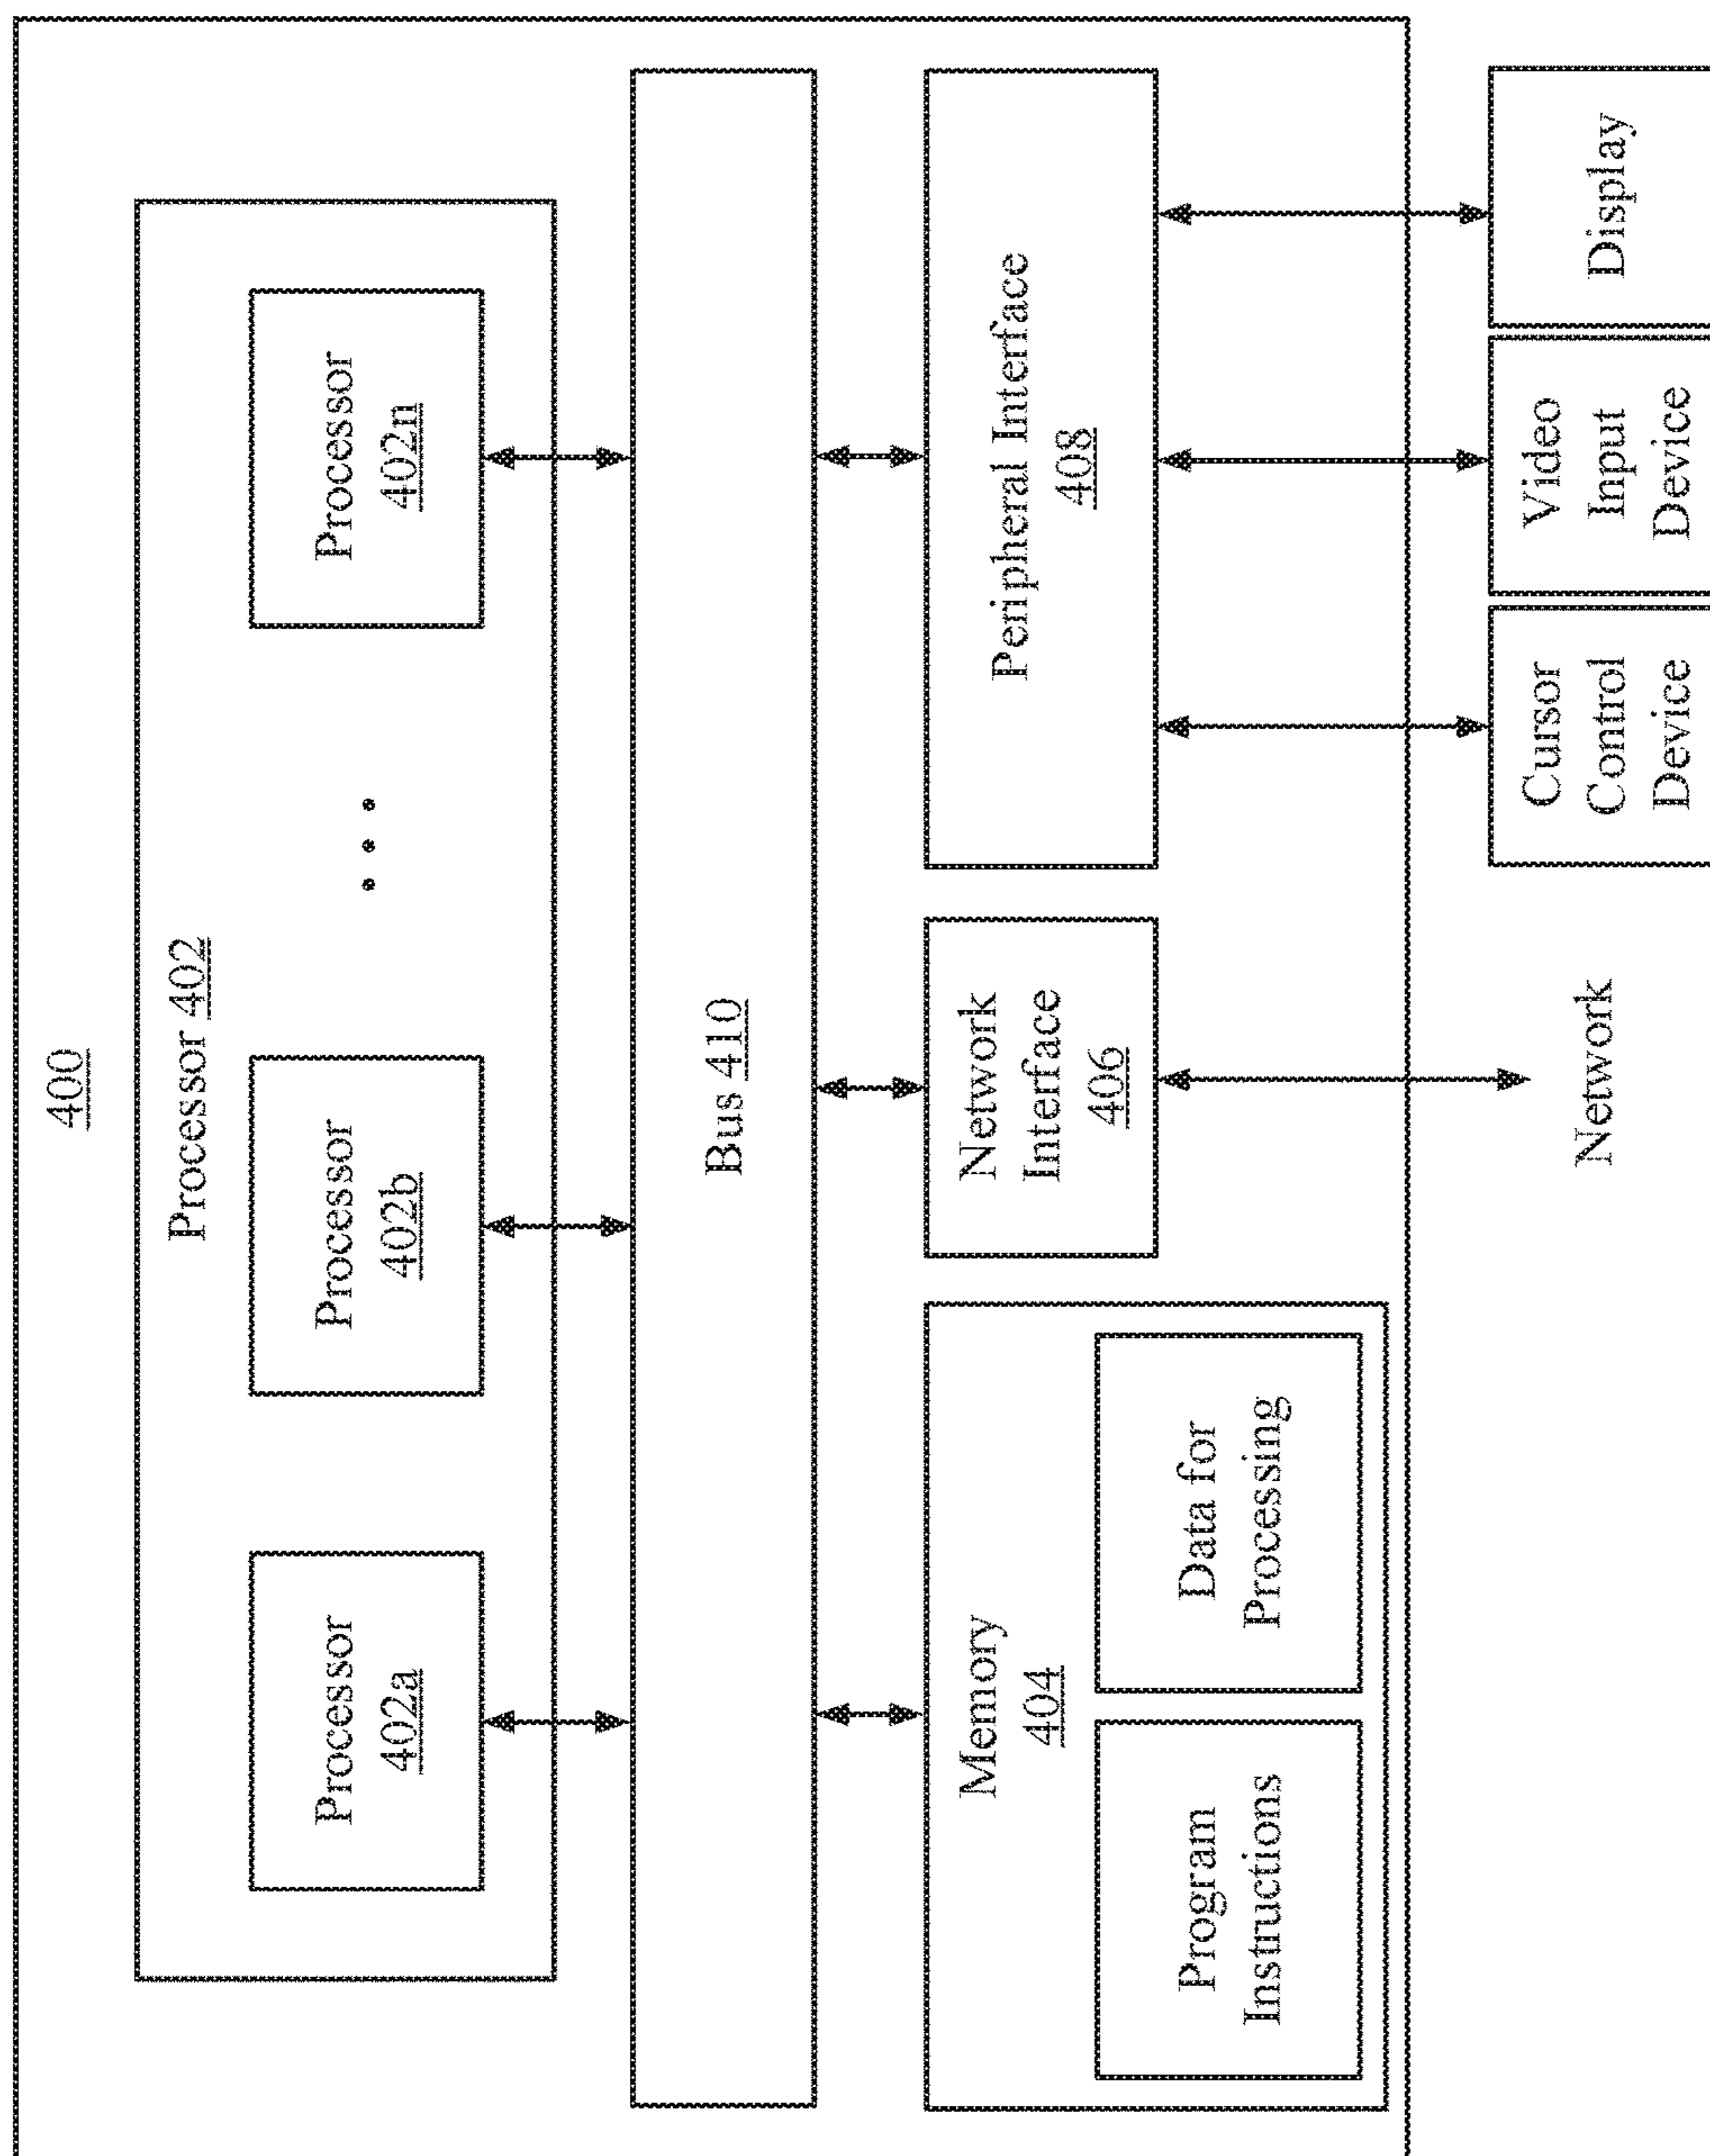 400
Processor 402
Processor
402a
Processor
402b
Processor
402n
Bus 410
Memory
404
Program
Instructions
Data for
Processing
Network
Interface
406
Peripheral Interface
408
Network
Cursor
Control
Device
Video
Input
Device
Display